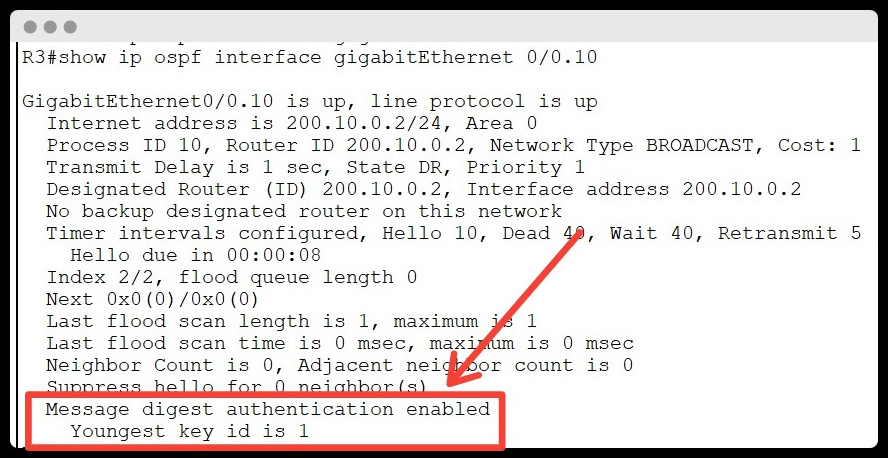 R3#show ip ospf interface gigabitEthernet 0/0.10
GigabitEthernet0/0.10 is up, line protocol is up
Internet address is 200.10.0.2/24, Area 0
Process ID 10, Router ID 200.10.0.2, Network Type BROADCAST, Cost: 1
Transmit Delay is 1 sec, State DR, Priority 1
Designated Router (ID) 200.10.0.2, Interface address 200.10.0.2
No backup designated router on this network
Timer intervals configured, Hello 10, Dead 40, Wait 40, Retransmit 5
Hello due in 00:00:08
Index 2/2, flood queue length 0
Next 0x0(0)/0x0(0)
Last flood scan length is 1, maximum is 1
Last flood scan time is 0 msec, maximum is 0 msec
Neighbor Count is 0, Adjacent neighbor count is 0
Suppress hello for 0 neighbor(s)
Message digest authentication enabled
Youngest key id is 1